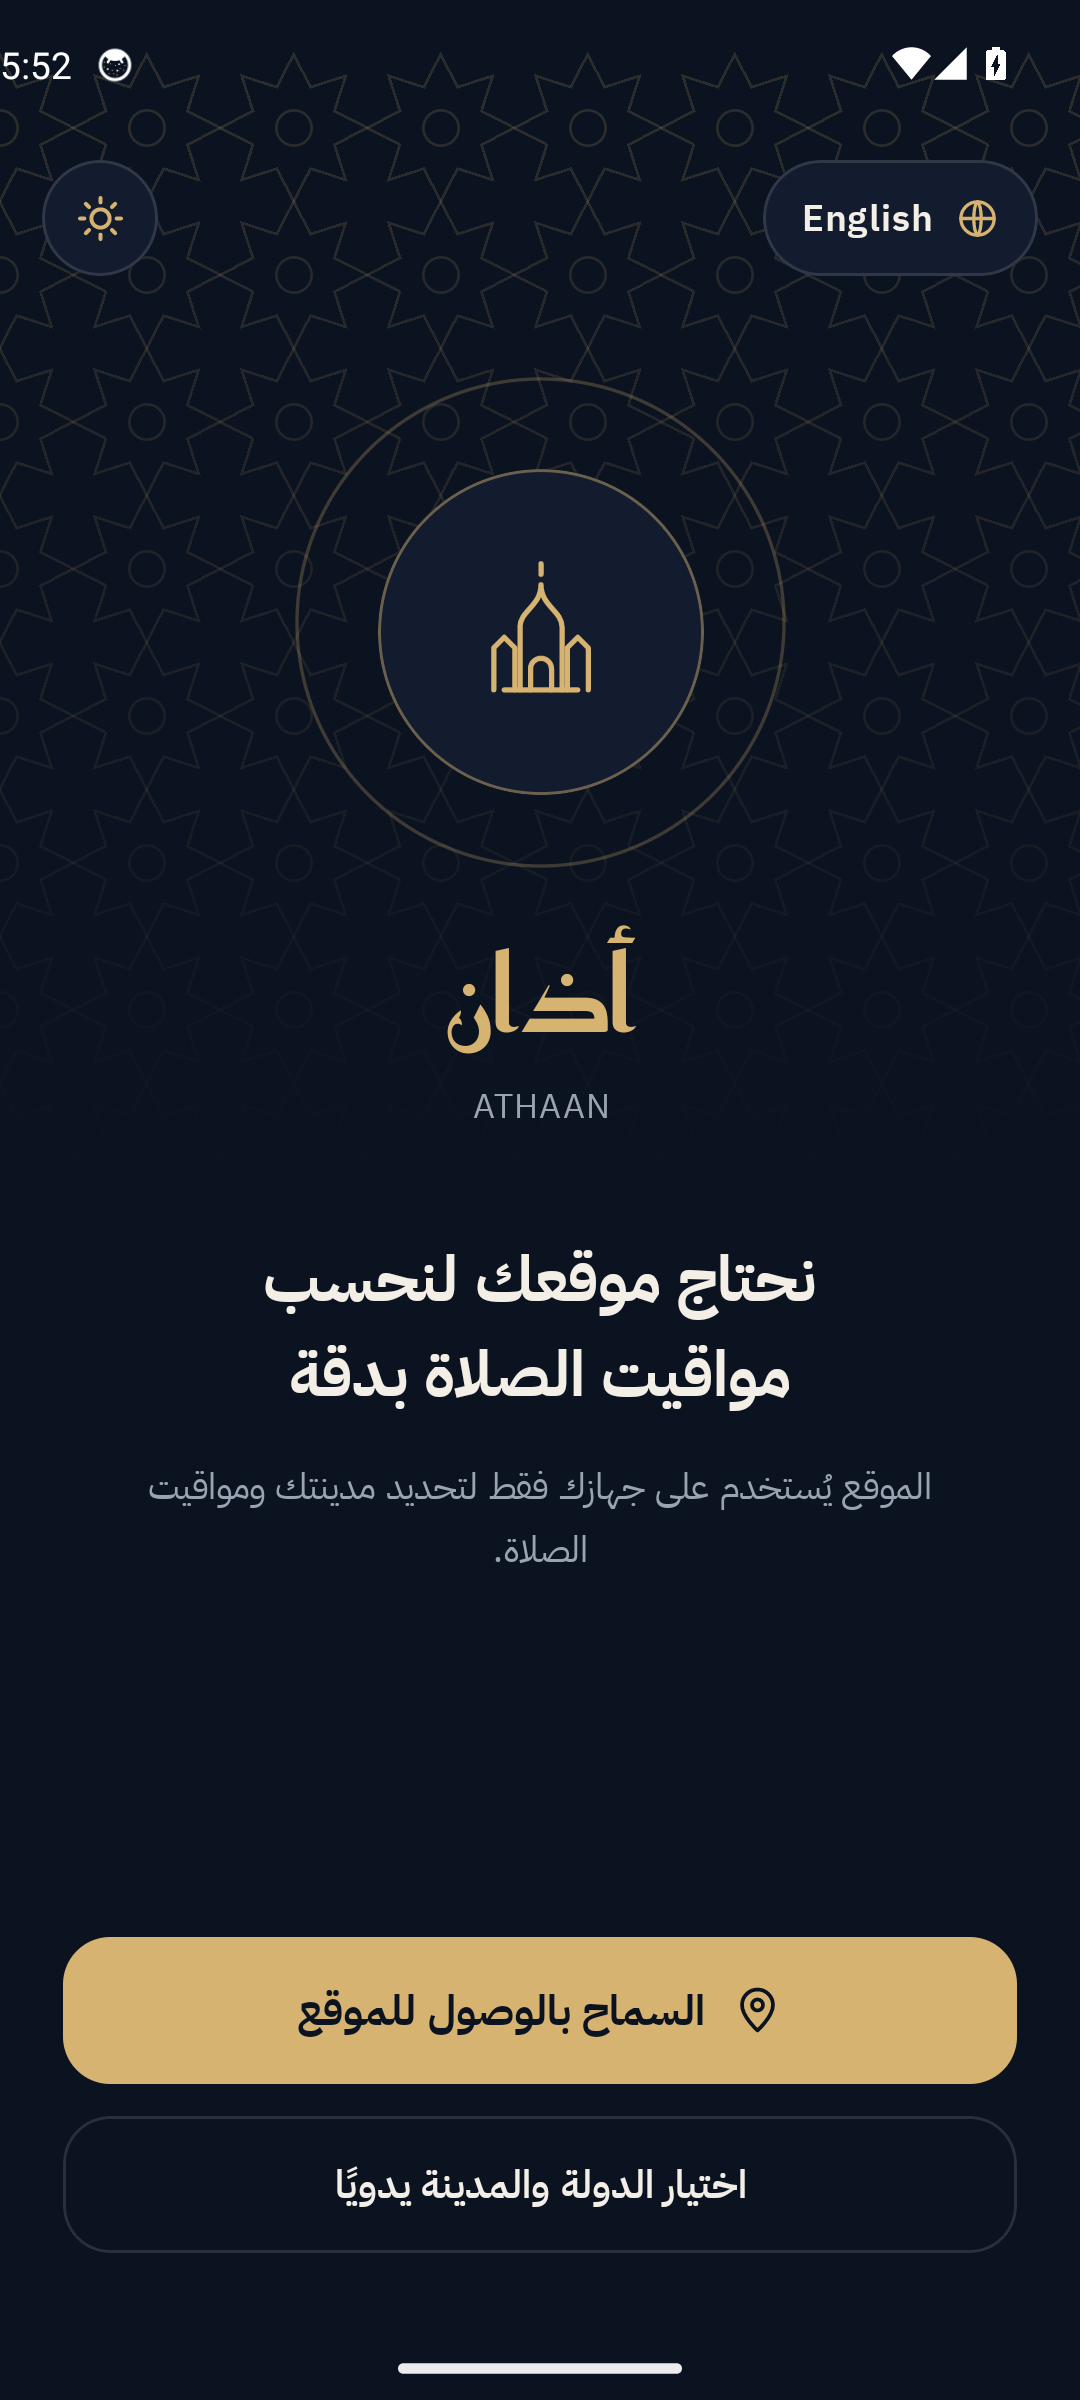 5:52
English
أذان
ATHAAN
نحتاج موقعك لنحسب
مواقيت الصلاة بدقة
الموقع يُستخدم على جهازك فقط لتحديد مدينتك ومواقيت
الصلاة.
السماح بالوصول للموقع
اختيار الدولة والمدينة يدويًا